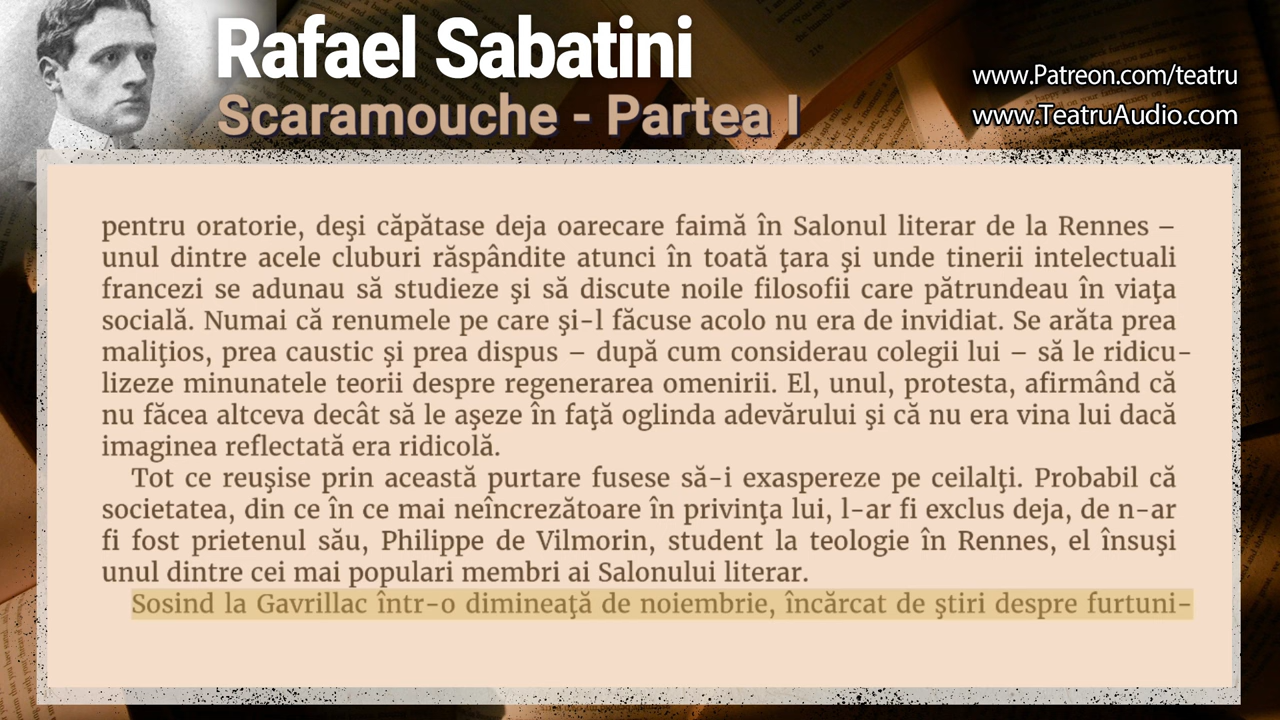 Rafael Sabatini
Scaramouche - Partea I
www.Patreon.com/teatru
www.TeatruAudio.com
pentru oratorie, deşi căpătase deja oarecare faimă în Salonul literar de la Rennes –
unul dintre acele cluburi răspândite atunci în toată ţara şi unde tinerii intelectuali
francezi se adunau să studieze şi să discute noile filosofii care pătrundeau în viaţa
socială. Numai că renumele pe care şi-l făcuse acolo nu era de invidiat. Se arăta prea
maliţios, prea caustic şi prea dispus – după cum considerau colegii lui – să le ridicu-
lizeze minunatele teorii despre regenerarea omenirii. El, unul, protesta, afirmând că
nu făcea altceva decât să le aşeze în faţă oglinda adevărului şi că nu era vina lui dacă
imaginea reflectată era ridicolă.
Tot ce reuşise prin această purtare fusese să-i exaspereze pe ceilalţi. Probabil că
societatea, din ce în ce mai neîncrezătoare în privinţa lui, l-ar fi exclus deja, de n-ar
fi fost prietenul său, Philippe de Vilmorin, student la teologie în Rennes, el însuşi
unul dintre cei mai populari membri ai Salonului literar.
Sosind la Gavrillac într-o dimineaţă de noiembrie, încărcat de ştiri despre furtuni-